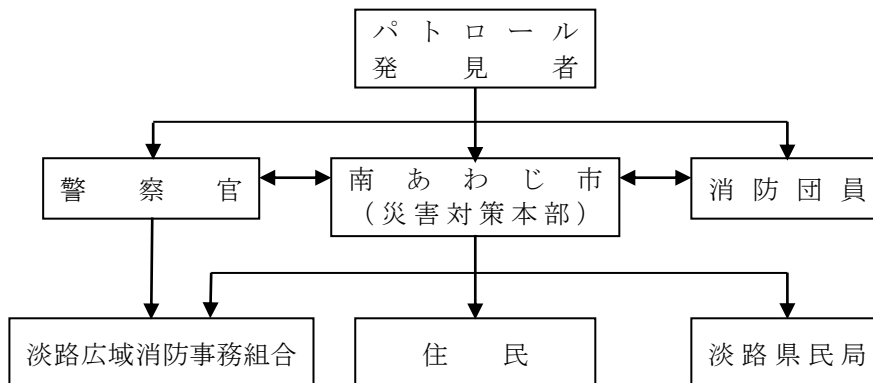 パトロール
発見者
警察官
南あわじ市
(災害対策本部)
消防団員
淡路広域消防事務組合
住民
淡路県民局